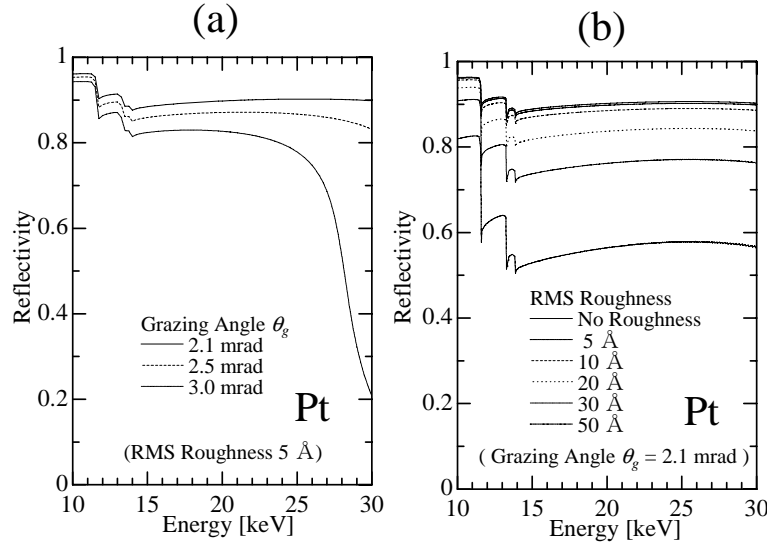 (a)
1
0.8
0.6
0.4
0.2
0
Reflectivity
Grazing Angle θg
2.1 mrad
2.5 mrad
3.0 mrad
Pt
(RMS Roughness 5 Å)
10 15 20 25 30
Energy [keV]
(b)
1
0.8
0.6
0.4
0.2
0
Reflectivity
RMS Roughness
No Roughness
5 Å
10 Å
20 Å
30 Å
50 Å
Pt
( Grazing Angle θg = 2.1 mrad )
10 15 20 25 30
Energy [keV]